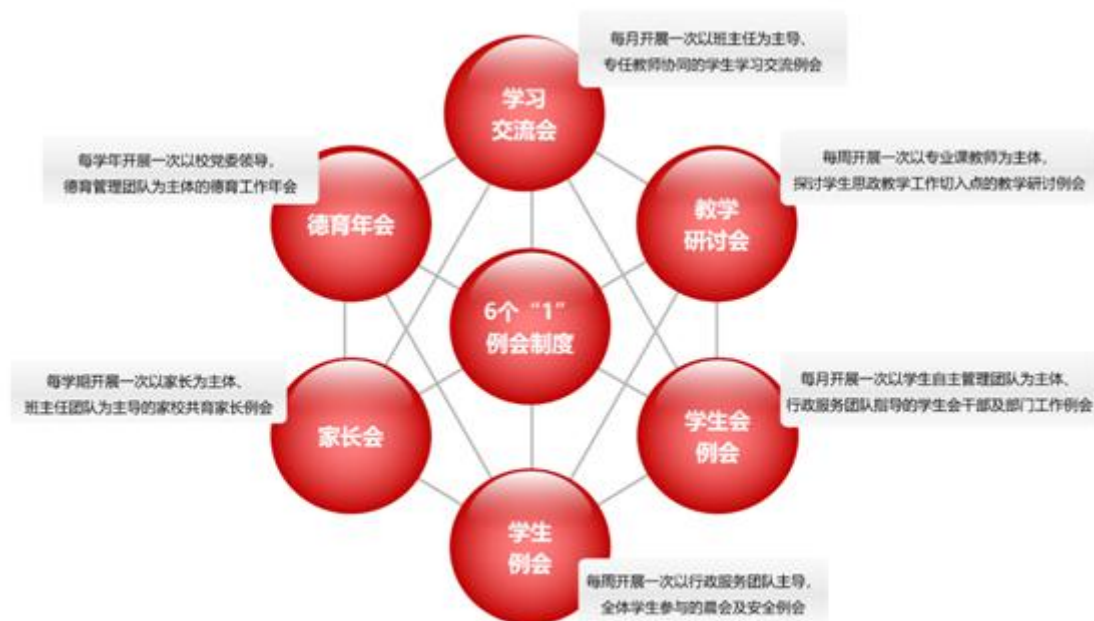 每月开展一次以班主任为主导、
专任教师协同的学生学习交流例会
学习
交流会
每学年开展一次以校党委领导，
德育管理团队为主体的德育工作年会
德育年会
每周开展一次以专业课教师为主体，
探讨学生思政教学工作切入点的教学研讨例会
教学
研讨会
6个“1”
例会制度
每学期开展一次以家长为主体、
班主任团队为主导的家校共育家长例会
家长会
每月开展一次以学生自主管理团队为主体、
行政服务团队指导的学生会干部及部门工作例会
学生会
例会
学生
例会
每周开展一次以行政服务团队主导，
全体学生参与的晨会及安全例会